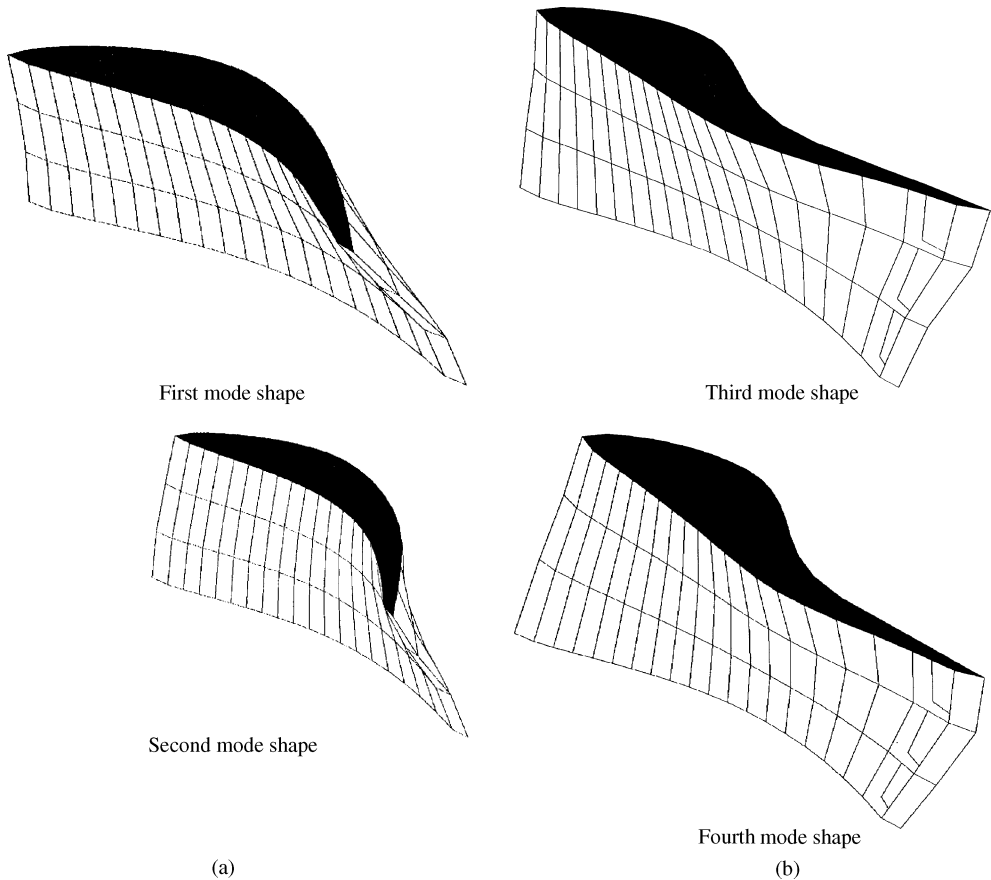 First mode shape
Third mode shape
Second mode shape
Fourth mode shape
(a)
(b)